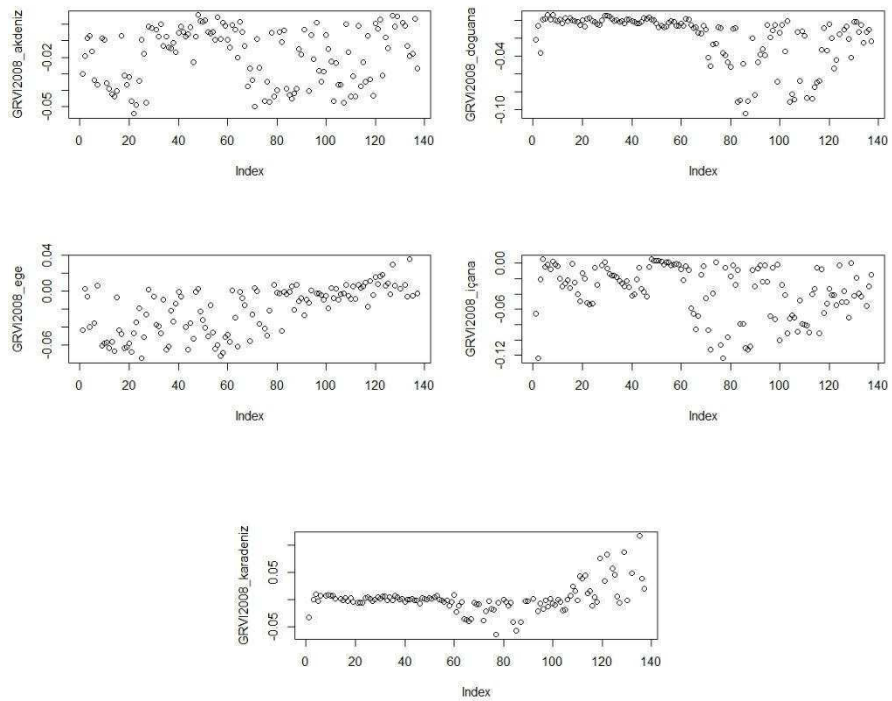 GRVI2008_akdeniz
-0.02
-0.05
0 20 40 60 80 100 120 140
Index
GRVI2008_doguana
-0.04
-0.10
0 20 40 60 80 100 120 140
Index
GRVI2008_ege
0.04
0.00
-0.06
0 20 40 60 80 100 120 140
Index
GRVI2008_içana
0.00
-0.06
-0.12
0 20 40 60 80 100 120 140
Index
GRVI2008_karadeniz
0.05
-0.05
0 20 40 60 80 100 120 140
Index